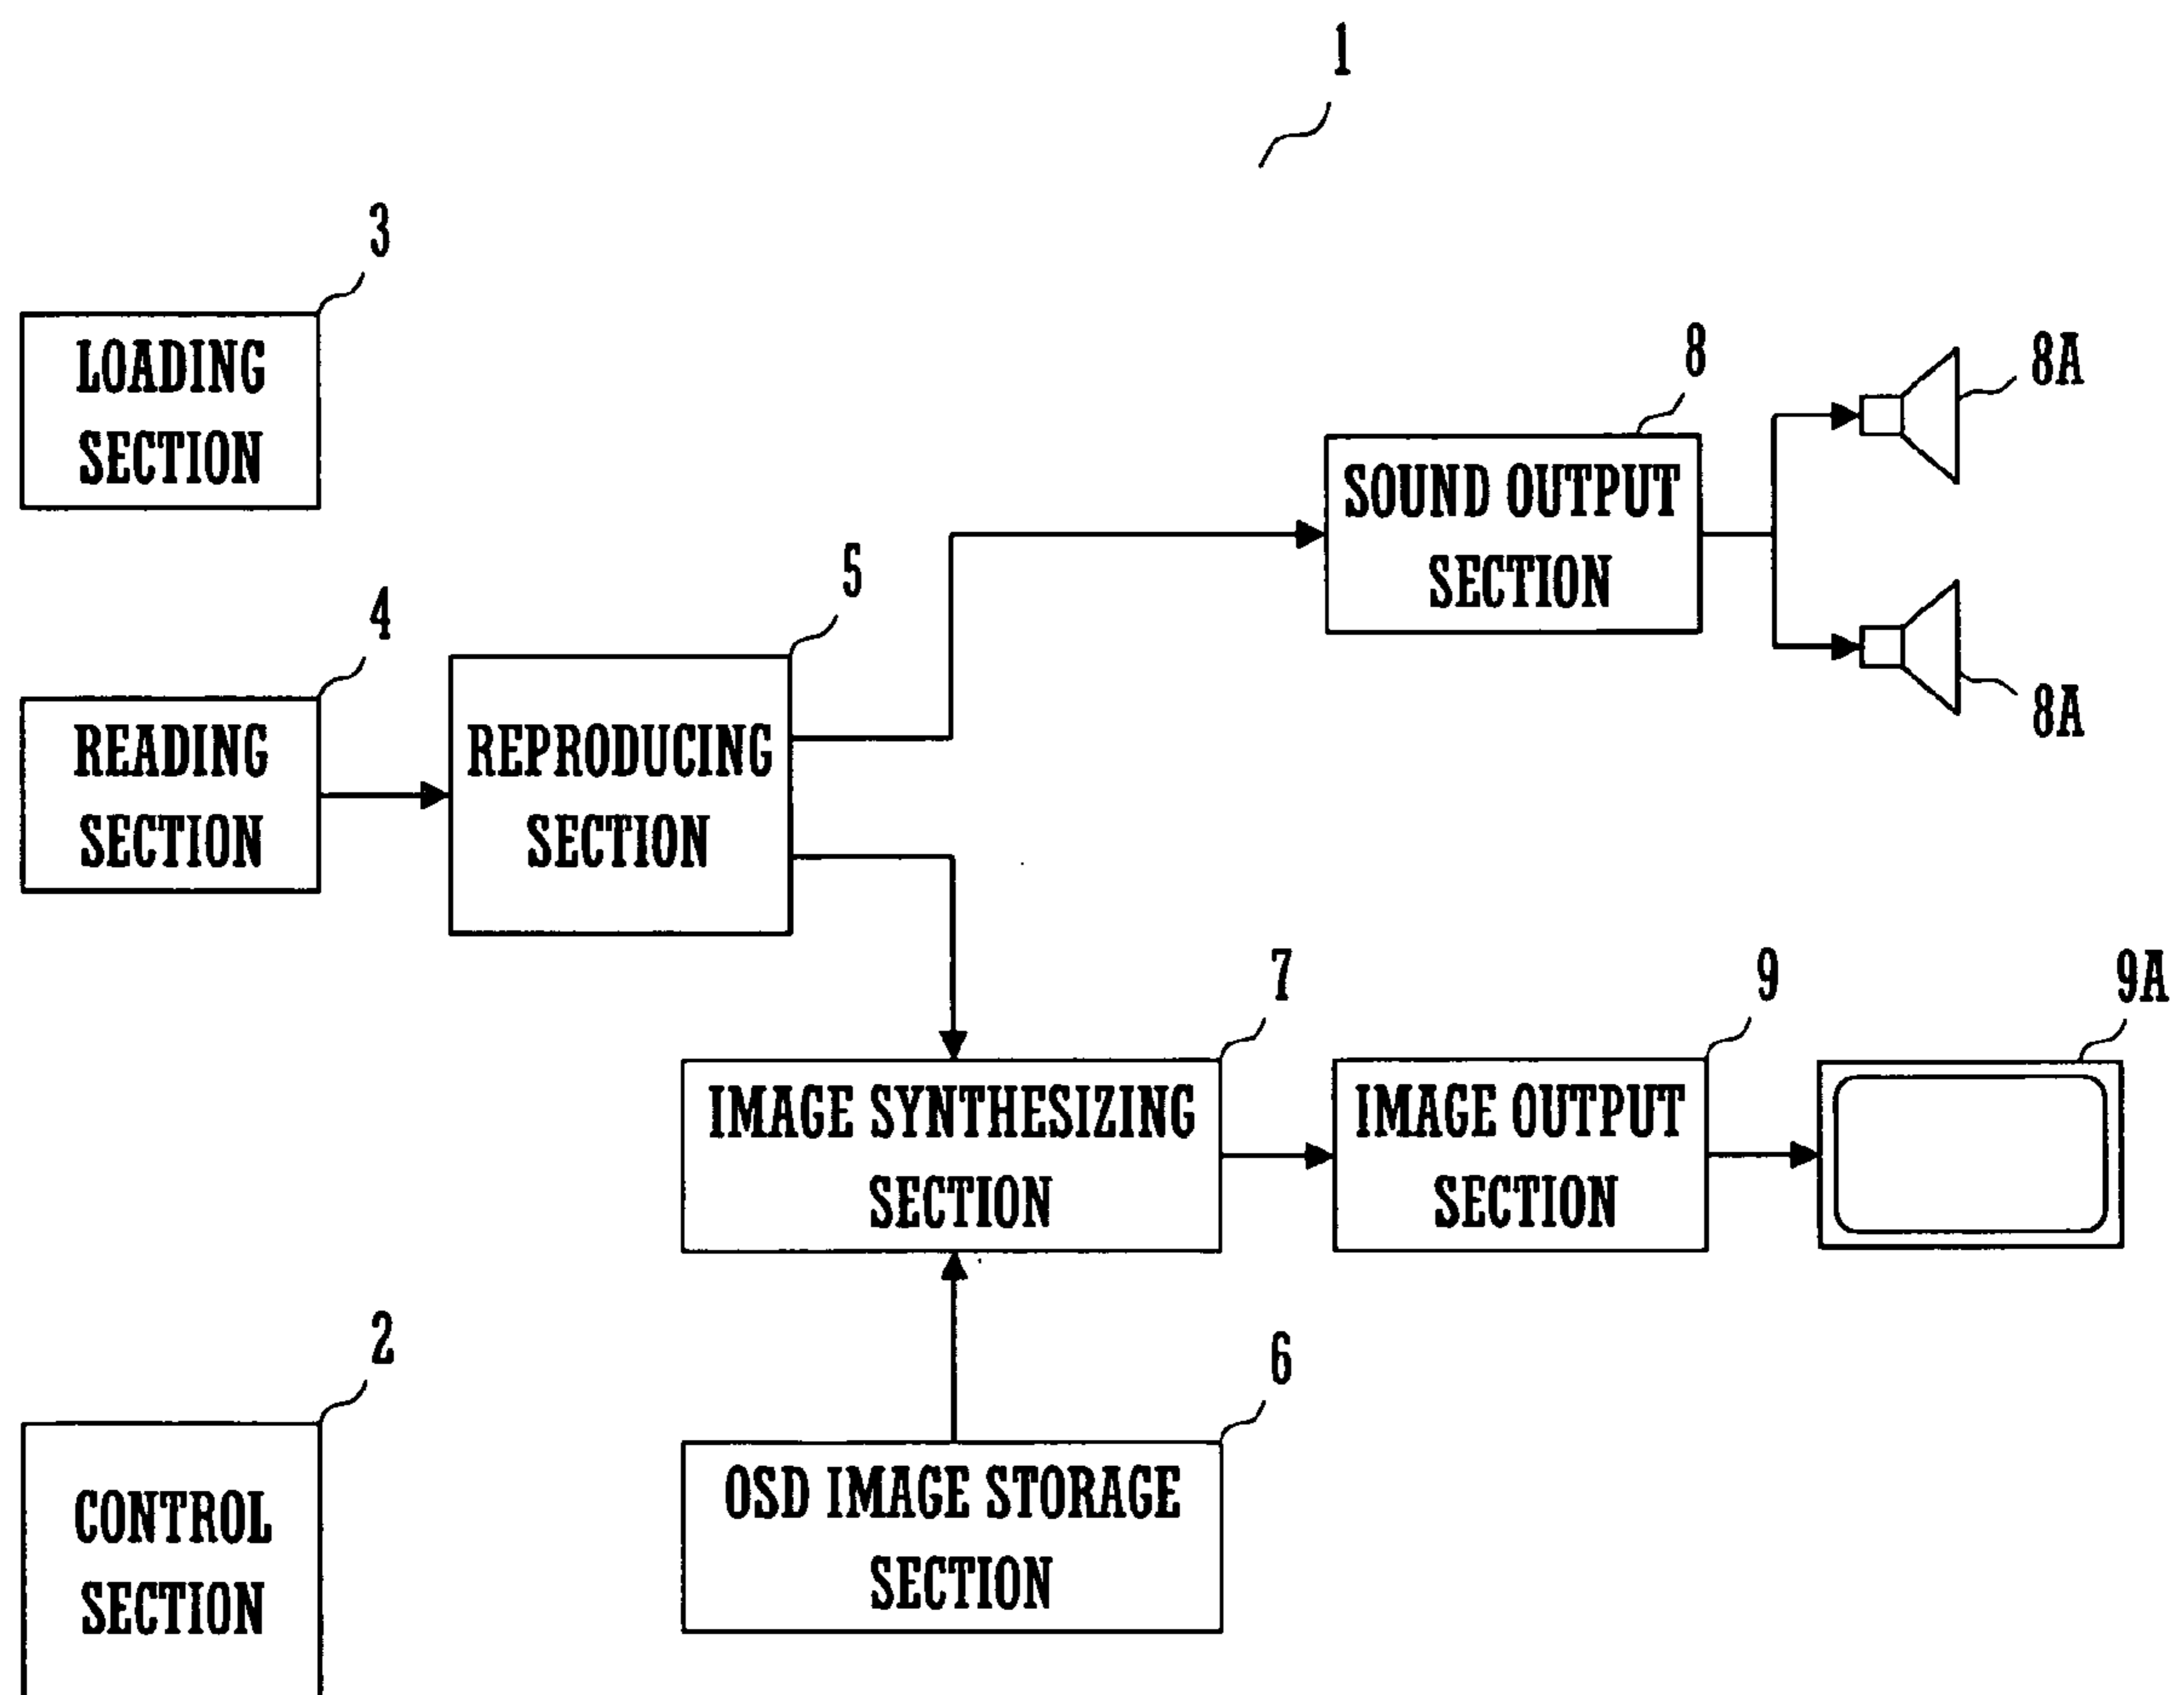 1
3
LOADING
SECTION
8
8A
SOUND OUTPUT
SECTION
8A
4
READING
SECTION
5
REPRODUCING
SECTION
7
IMAGE SYNTHESIZING
SECTION
9
IMAGE OUTPUT
SECTION
9A
2
CONTROL
SECTION
6
OSD IMAGE STORAGE
SECTION